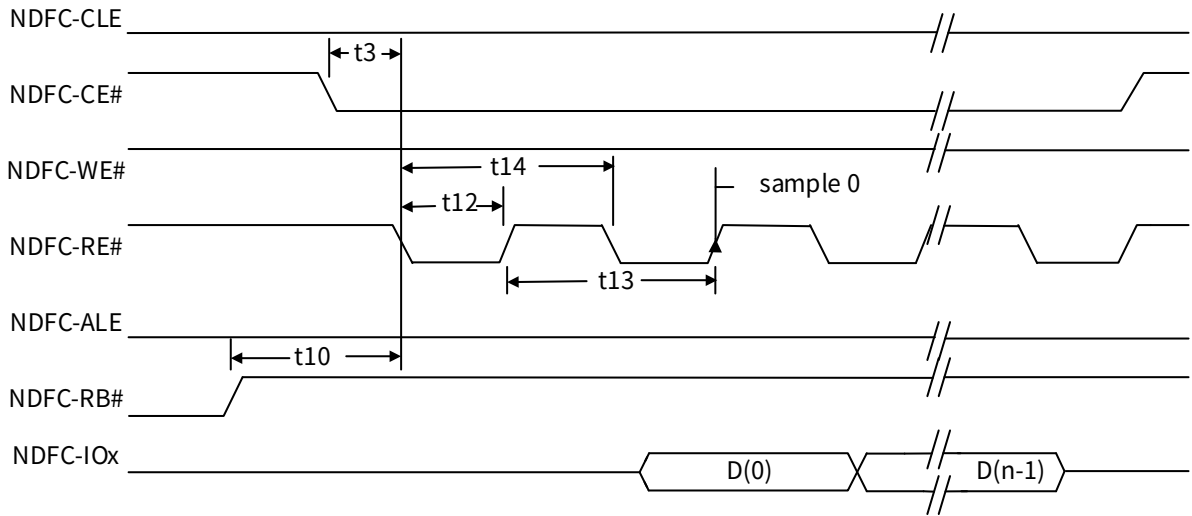 NDFC-CLE
t3
NDFC-CE#
NDFC-WE#
t14
sample 0
t12
NDFC-RE#
t13
NDFC-ALE
t10
NDFC-RB#
NDFC-IOx
D(0)
D(n-1)